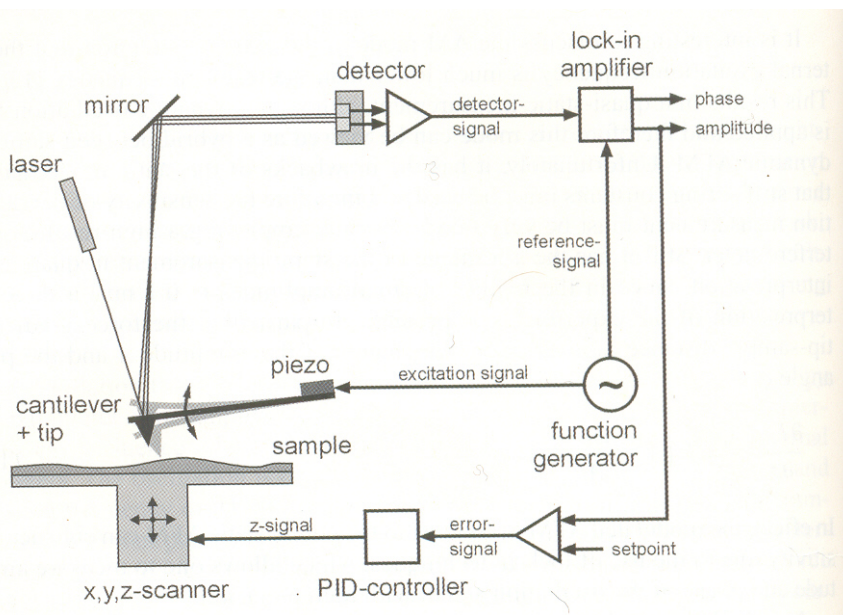 lock-in
amplifier
detector
mirror
detector-
signal
phase
amplitude
laser
reference-
signal
piezo
excitation signal
cantilever
+ tip
sample
function
generator
z-signal
error-
signal
setpoint
x,y,z-scanner
PID-controller